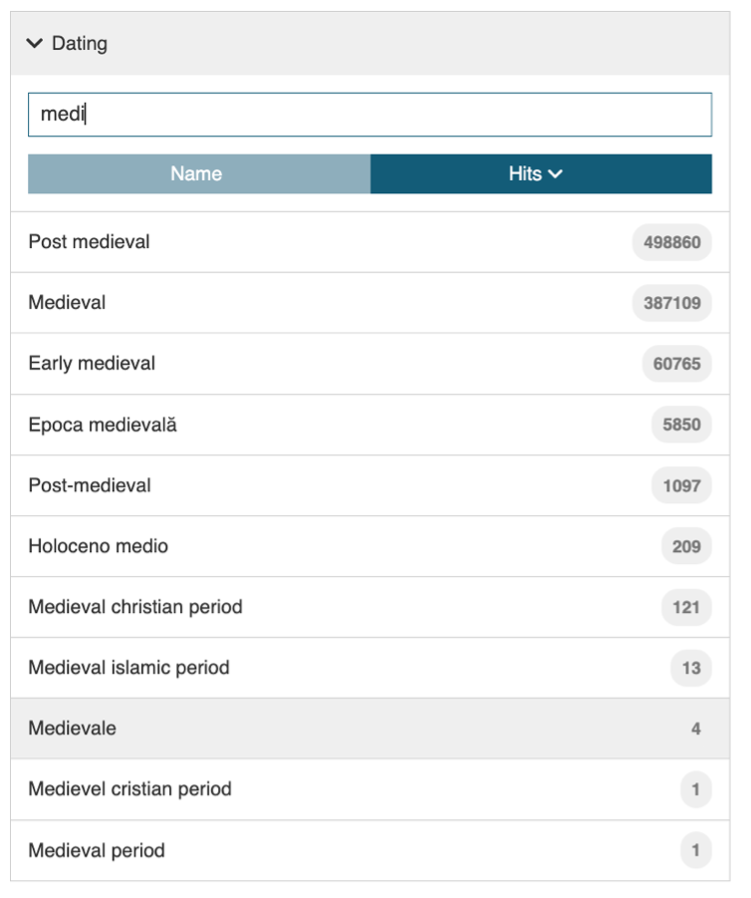 Dating
medi
Name Hits
Post medieval 498860
Medieval 387109
Early medieval 60765
Epoca medievală 5850
Post-medieval 1097
Holoceno medio 209
Medieval christian period 121
Medieval islamic period 13
Medievale 4
Medievel cristian period 1
Medieval period 1